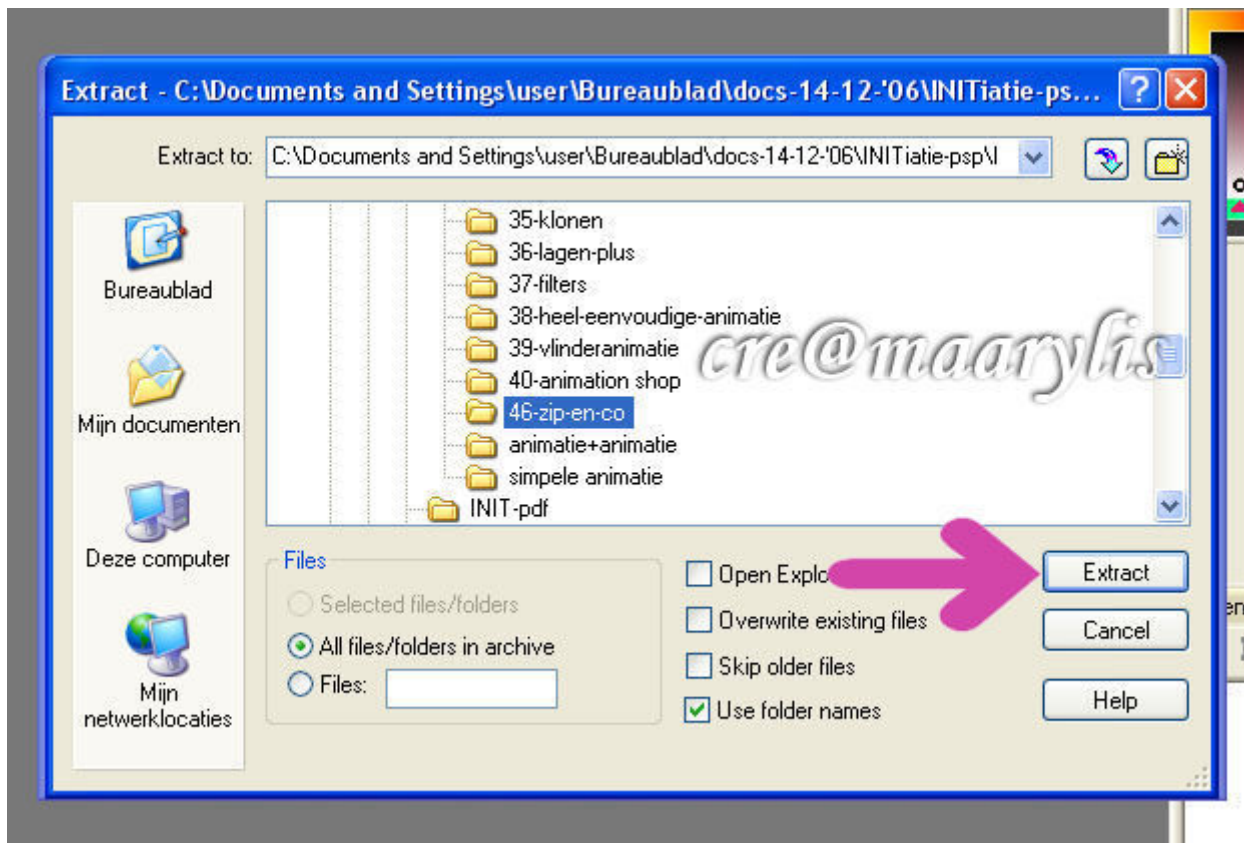 Extract - C:\Documents and Settings\user\Bureaublad\docs-14-12-'06\INITiatie-ps...
Extract to:
C:\Documents and Settings\user\Bureaublad\docs-14-12-'06\INITiatie-psp\I
Bureaublad
Mijn documenten
Deze computer
Mijn
netwerklocaties
35-klonen
36-lagen-plus
37-filters
38-heel-eenvoudige-animatie
39-vlinderanimatie
40-animation shop
46-zip-en-co
animatie+animatie
simpele animatie
INIT-pdf
cre@maarylis
Files
Selected files/folders
All files/folders in archive
Files:
Open Explo
Overwrite existing files
Skip older files
Use folder names
Extract
Cancel
Help